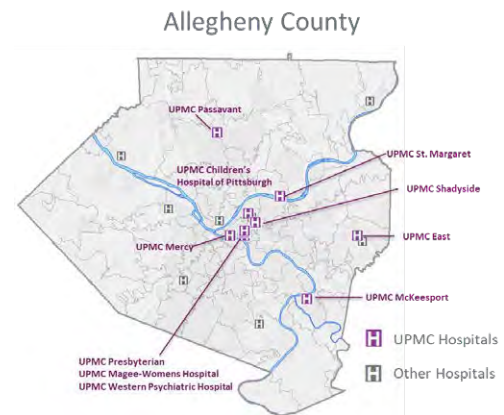 Allegheny County
H
UPMC Passavant
H
H
UPMC Children's
Hospital of Pittsburgh
UPMC St. Margaret
H
UPMC Shadyside
H
H
H
UPMC Mercy
H
H
H
UPMC East
H
H
H
UPMC McKeesport
H
H
UPMC Presbyterian
UPMC Magee-Womens Hospital
UPMC Western Psychiatric Hospital
H UPMC Hospitals
H Other Hospitals